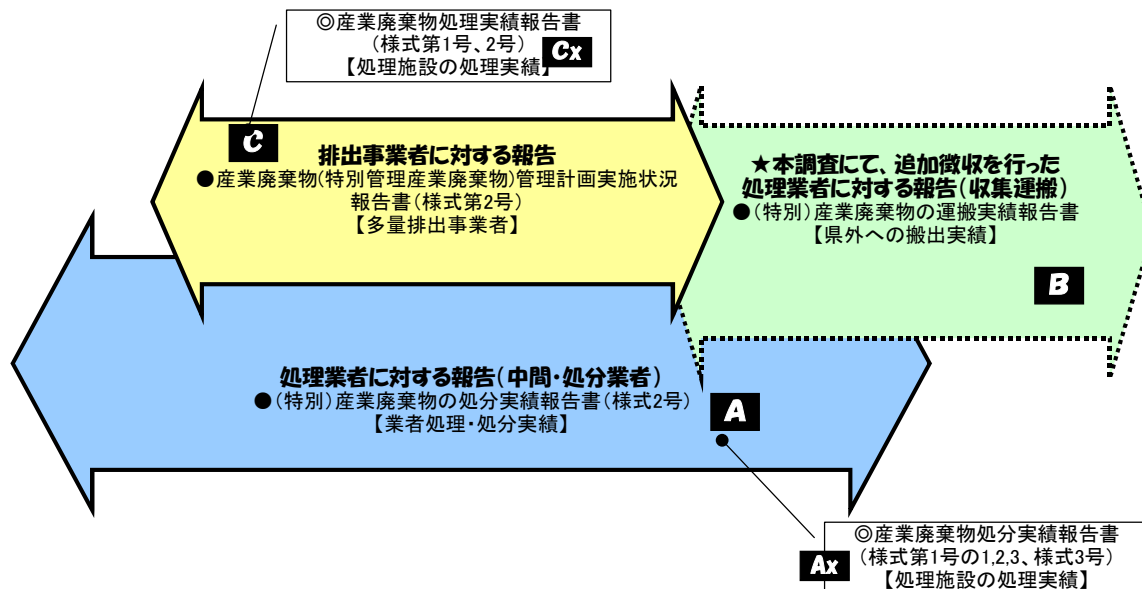 ◎産業廃棄物処理実績報告書
(様式第1号、2号)
【処理施設の処理実績】
Cx
C
排出事業者に対する報告
●産業廃棄物(特別管理産業廃棄物)管理計画実施状況
報告書(様式第2号)
【多量排出事業者】
★本調査にて、追加徴収を行った
処理業者に対する報告(収集運搬)
●(特別)産業廃棄物の運搬実績報告書
【県外への搬出実績】
B
処理業者に対する報告(中間・処分業者)
●(特別)産業廃棄物の処分実績報告書(様式2号)
【業者処理・処分実績】
A
◎産業廃棄物処分実績報告書
(様式第1号の1,2,3、様式3号)
【処理施設の処理実績】
Ax